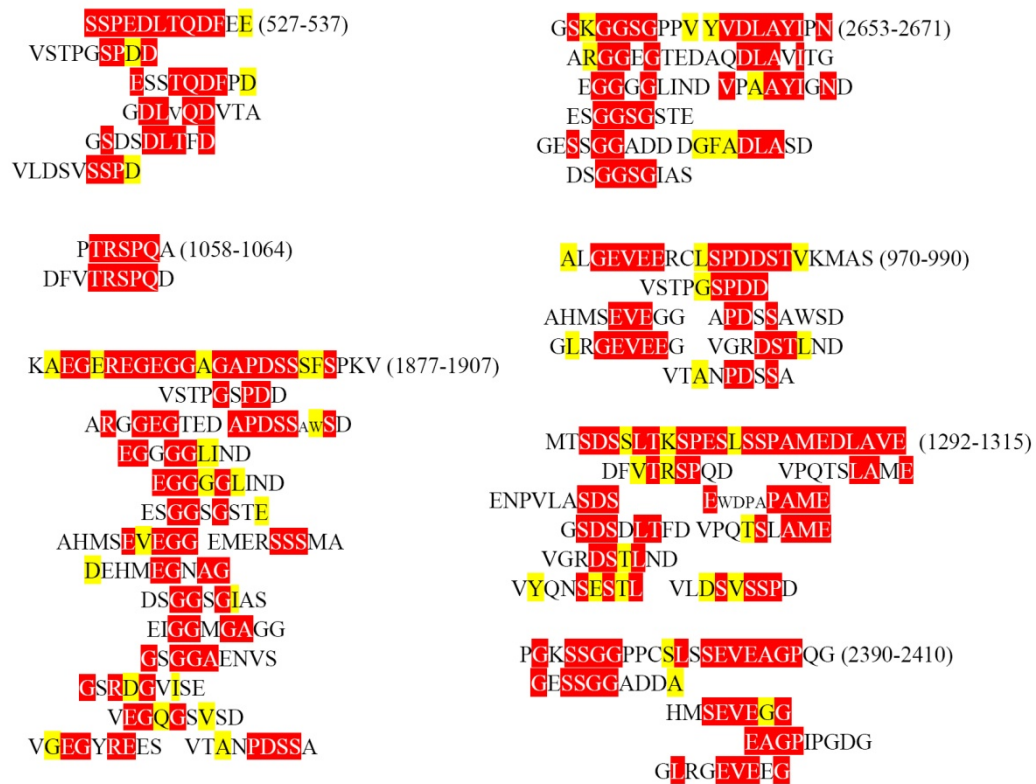 SSPEDLTQDFEE (527-537)
VSTPGSPDD
ESSTQDFPD
GDLVQDVTA
GSDSDLTFD
VLDSVSSPD
PTRSPQA (1058-1064)
DFVTRSPQD
KAEGEREGEGGAGAPDSSSFSPKV (1877-1907)
VSTPGSPDD
ARGGEGTED APDSSAWSD
EGGGGLIND
EGGGGLIND
ESGGSGSTE
AHMSEVEGG EMERSSSMA
DEHMEGNAG
DSGGSGIAS
EIGGMGAGG
GSGGAENVS
GSRDGVISE
VEGQGSVSD
VGEGYREES VTANPDSSA
GSKGGSGPPV YVDLAYIPN (2653-2671)
ARGGEGTEDAQDLAVITG
EGGGGLIND VPAAYIGND
ESGGSGSTE
GESSGGADD DGFADLASD
DSGGSGIAS
ALGEVEERCLSPDDSTVKMAS (970-990)
VSTPGSPDD
AHMSEVEGG APDSSAWSD
GLRGEVEEG VGRDSTLND
VTANPDSSA
MTSDSSLTKSPESLSSPAMEDLAVE (1292-1315)
DFVTRSPQD VPQTSLAME
ENPVLASDS EWDPAPAME
GSDSDLTFD VPQTSLAME
VGRDSTLND
VYQNSESTL VLDSVSSPD
PGKSSGGPPCSLSSEVEAGPQG (2390-2410)
GESSGGADDA
HMSEVEGG
EAGPIPGDG
GLRGEVEEG